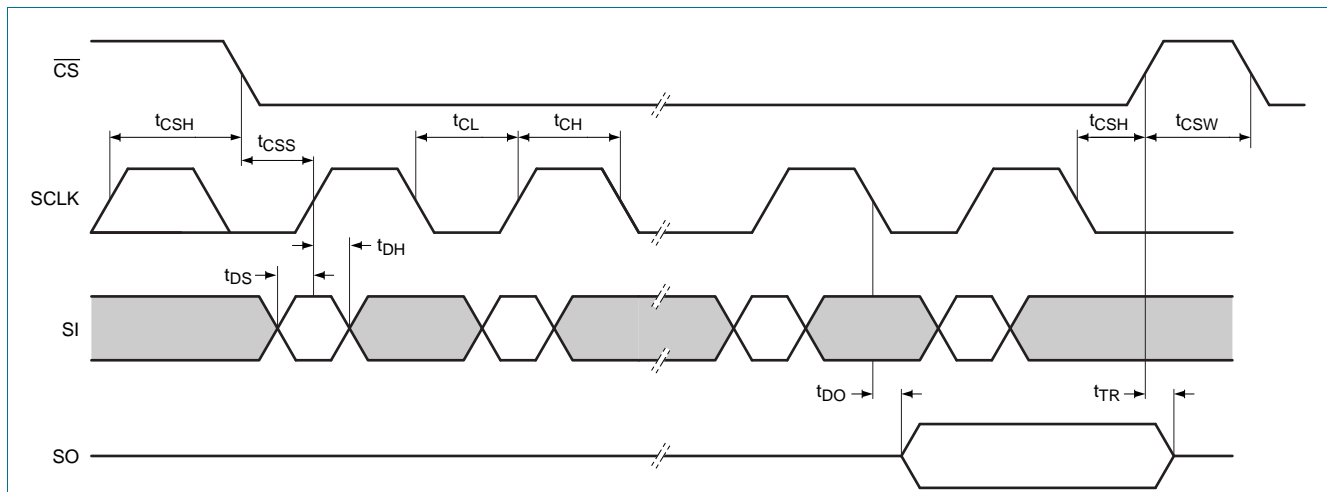 CS
tCSH
tCSS
tCL
tCH
tCSH
tCSW
SCLK
tDH
tDS
SI
tDO
tTR
SO